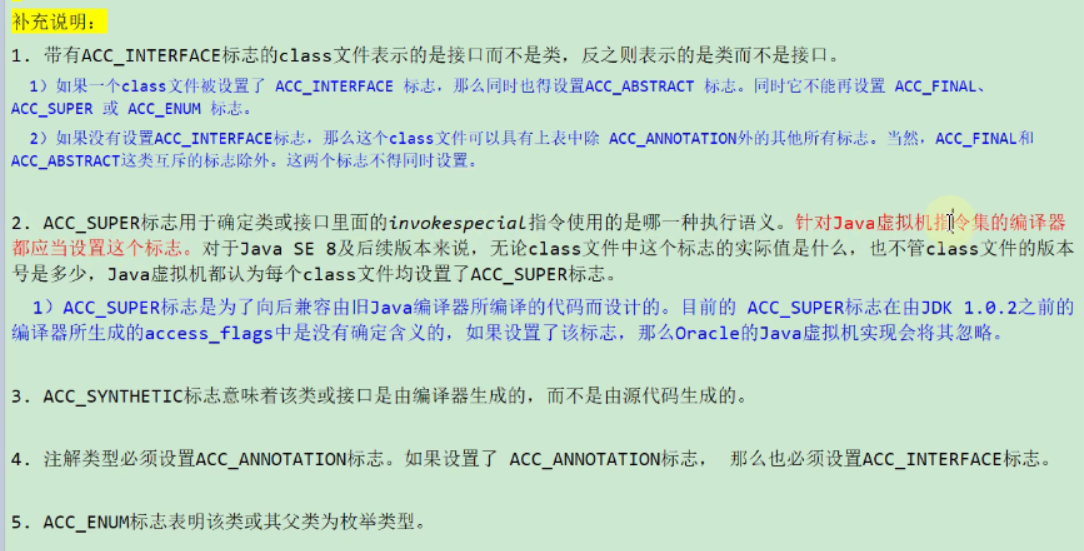 补充说明：
1. 带有ACC_INTERFACE标志的class文件表示的是接口而不是类，反之则表示的是类而不是接口。
1）如果一个class文件被设置了 ACC_INTERFACE 标志，那么同时也得设置ACC_ABSTRACT 标志。同时它不能再设置 ACC_FINAL、
ACC_SUPER 或 ACC_ENUM 标志。
2）如果没有设置ACC_INTERFACE标志，那么这个class文件可以具有上表中除 ACC_ANNOTATION外的其他所有标志。当然，ACC_FINAL和
ACC_ABSTRACT这类互斥的标志除外。这两个标志不得同时设置。
2. ACC_SUPER标志用于确定类或接口里面的invokespecial指令使用的是哪一种执行语义。针对Java虚拟机指令集的编译器
都应当设置这个标志。对于Java SE 8及后续版本来说，无论class文件中这个标志的实际值是什么，也不管class文件的版本
号是多少，Java虚拟机都认为每个class文件均设置了ACC_SUPER标志。
1）ACC_SUPER标志是为了向后兼容由旧Java编译器所编译的代码而设计的。目前的 ACC_SUPER标志在由JDK 1.0.2之前的
编译器所生成的access_flags中是没有确定含义的，如果设置了该标志，那么Oracle的Java虚拟机实现会将其忽略。
3. ACC_SYNTHETIC标志意味着该类或接口是由编译器生成的，而不是由源代码生成的。
4. 注解类型必须设置ACC_ANNOTATION标志。如果设置了 ACC_ANNOTATION标志， 那么也必须设置ACC_INTERFACE标志。
5. ACC_ENUM标志表明该类或其父类为枚举类型。